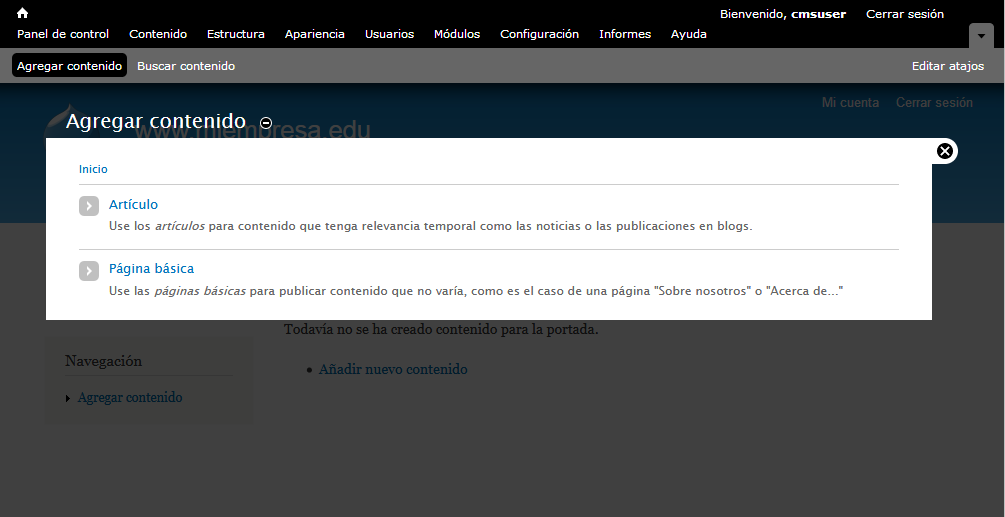 Bienvenido, cmsuser Cerrar sesión
Panel de control Contenido Estructura Apariencia Usuarios Módulos Configuración Informes Ayuda
Agregar contenido Buscar contenido Editar atajos
Mi cuenta Cerrar sesión
www.miempresa.edu
Agregar contenido
Inicio
Artículo
Use los artículos para contenido que tenga relevancia temporal como las noticias o las publicaciones en blogs.
Página básica
Use las páginas básicas para publicar contenido que no varía, como es el caso de una página "Sobre nosotros" o "Acerca de..."
Todavía no se ha creado contenido para la portada.
Navegación
Añadir nuevo contenido
Agregar contenido